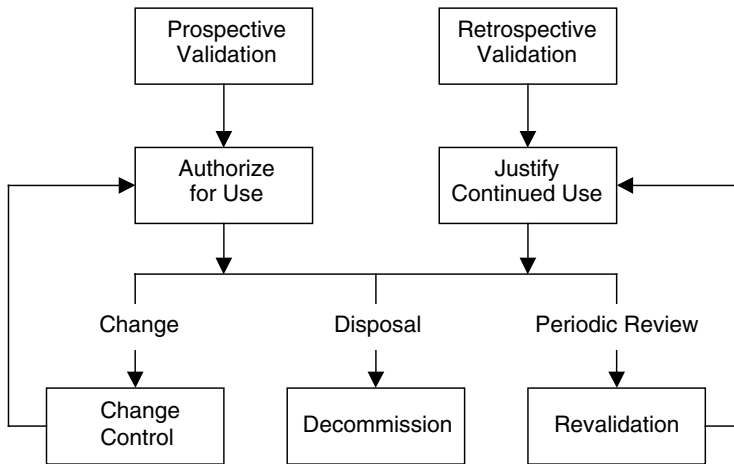 Prospective
Validation
Retrospective
Validation
Authorize
for Use
Justify
Continued Use
Change
Disposal
Periodic Review
Change
Control
Decommission
Revalidation